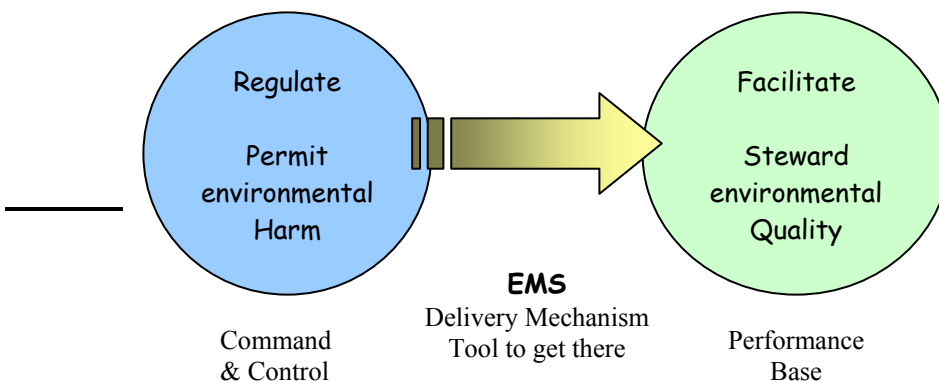 Regulate
Permit
environmental
Harm
Facilitate
Steward
environmental
Quality
EMS
Delivery Mechanism
Tool to get there
Command
& Control
Performance
Base